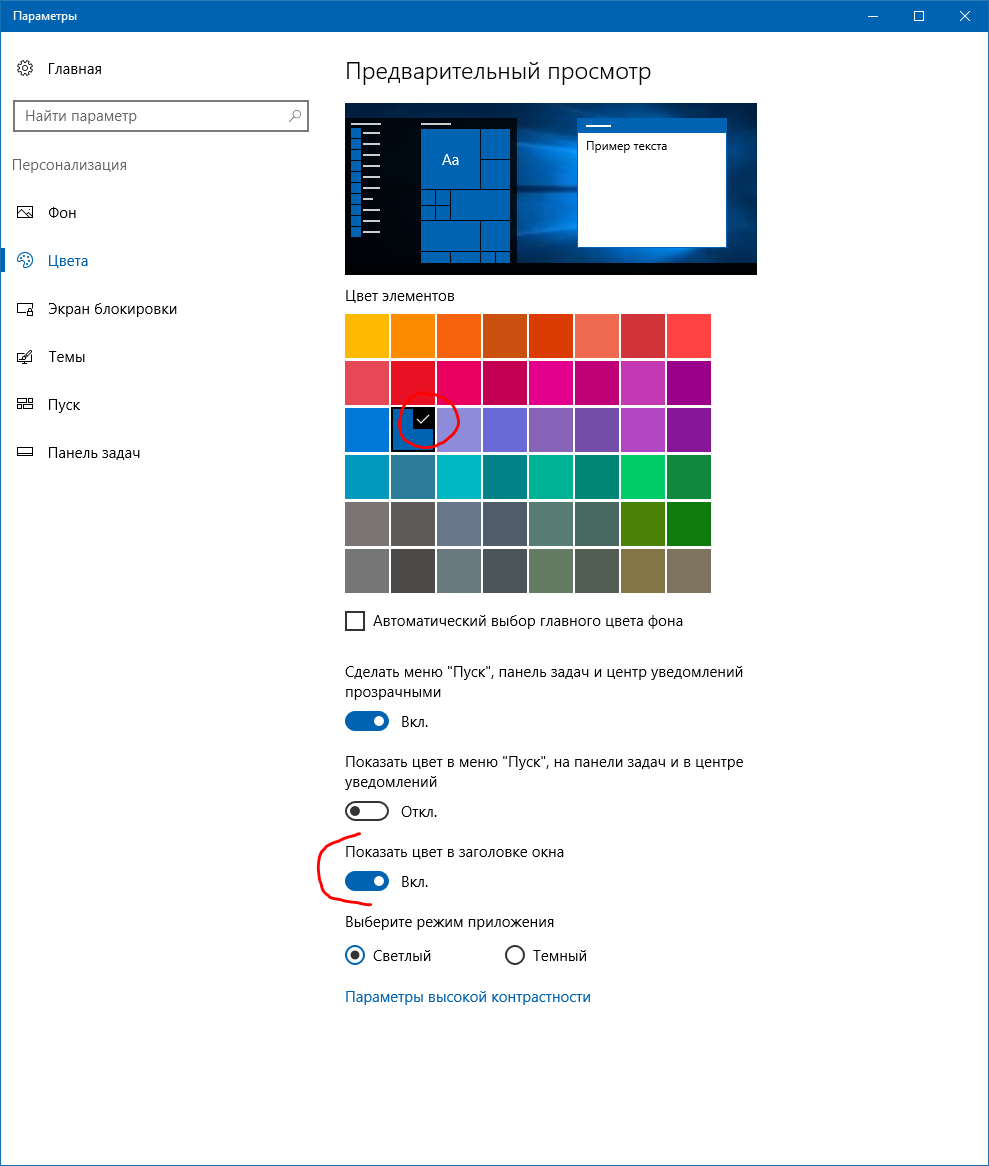 Параметры
Главная
Найти параметр
Персонализация
Фон
Цвета
Экран блокировки
Темы
Пуск
Панель задач
Предварительный просмотр
Aa
Пример текста
Цвет элементов
Автоматический выбор главного цвета фона
Сделать меню "Пуск", панель задач и центр уведомлений
прозрачными
Вкл.
Показать цвет в меню "Пуск", на панели задач и в центре
уведомлений
Откл.
Показать цвет в заголовке окна
Вкл.
Выберите режим приложения
Светлый
Темный
Параметры высокой контрастности